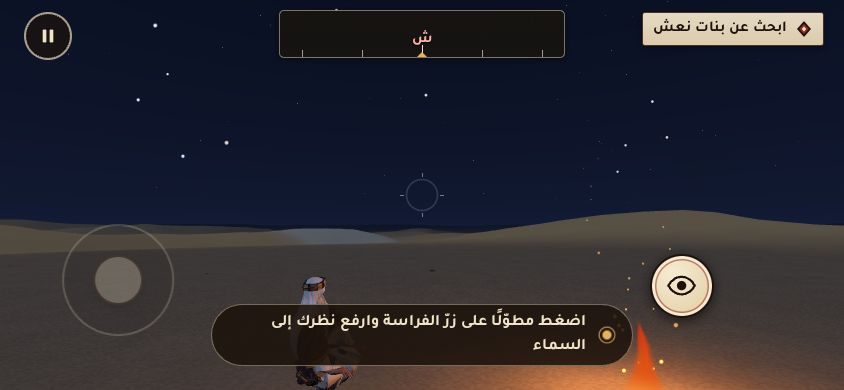 ابحث عن بنات نعش
ش
اضغط مطوّلًا على زرّ الفراسة وارفع نظرك إلى
السماء